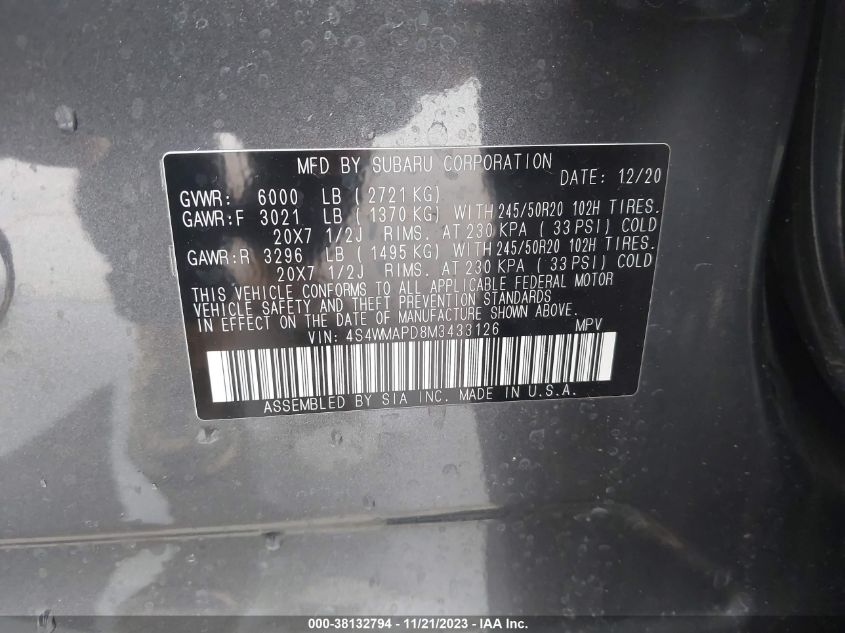 MFD BY SUBARU CORPORATION
DATE: 12/20
GVWR: 6000 LB ( 2721 KG)
GAWR:F 3021 LB ( 1370 KG) WITH 245/50R20 102H TIRES.
20X7 1/2J RIMS. AT 230 KPA ( 33 PSI) COLD
GAWR:R 3296 LB ( 1495 KG) WITH 245/50R20 102H TIRES.
20X7 1/2J RIMS. AT 230 KPA ( 33 PSI) COLD
THIS VEHICLE CONFORMS TO ALL APPLICABLE FEDERAL MOTOR
VEHICLE SAFETY AND THEFT PREVENTION STANDARDS
IN EFFECT ON THE DATE OF MANUFACTURE SHOWN ABOVE.
VIN: 4S4WMAPD8M3433126 MPV
ASSEMBLED BY SIA INC. MADE IN U.S.A.
000-38132794 - 11/21/2023 - IAA Inc.